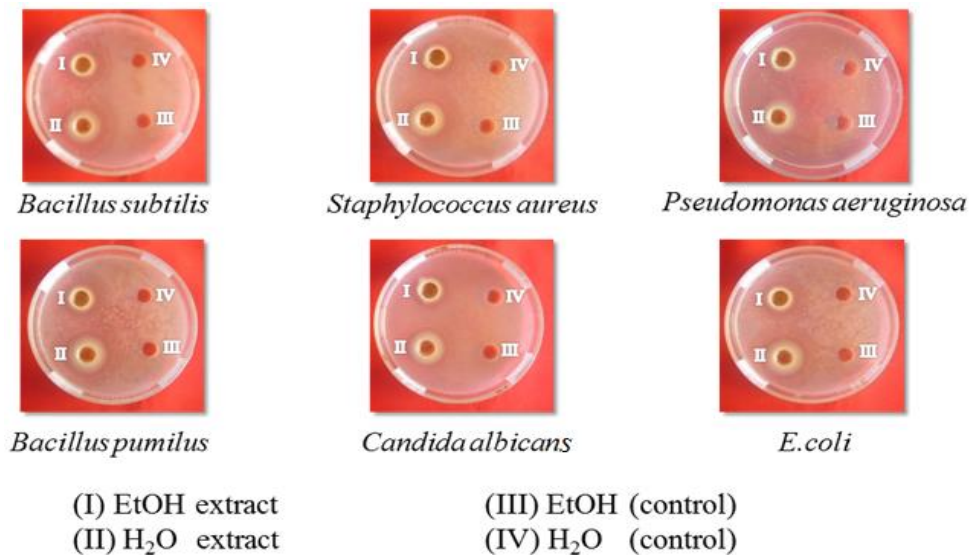 I IV
II III
Bacillus subtilis
I IV
II III
Staphylococcus aureus
I IV
II III
Pseudomonas aeruginosa
I IV
II III
Bacillus pumilus
I IV
II III
Candida albicans
I IV
II III
E.coli
(I) EtOH extract
(II) H₂O extract
(III) EtOH (control)
(IV) H₂O (control)